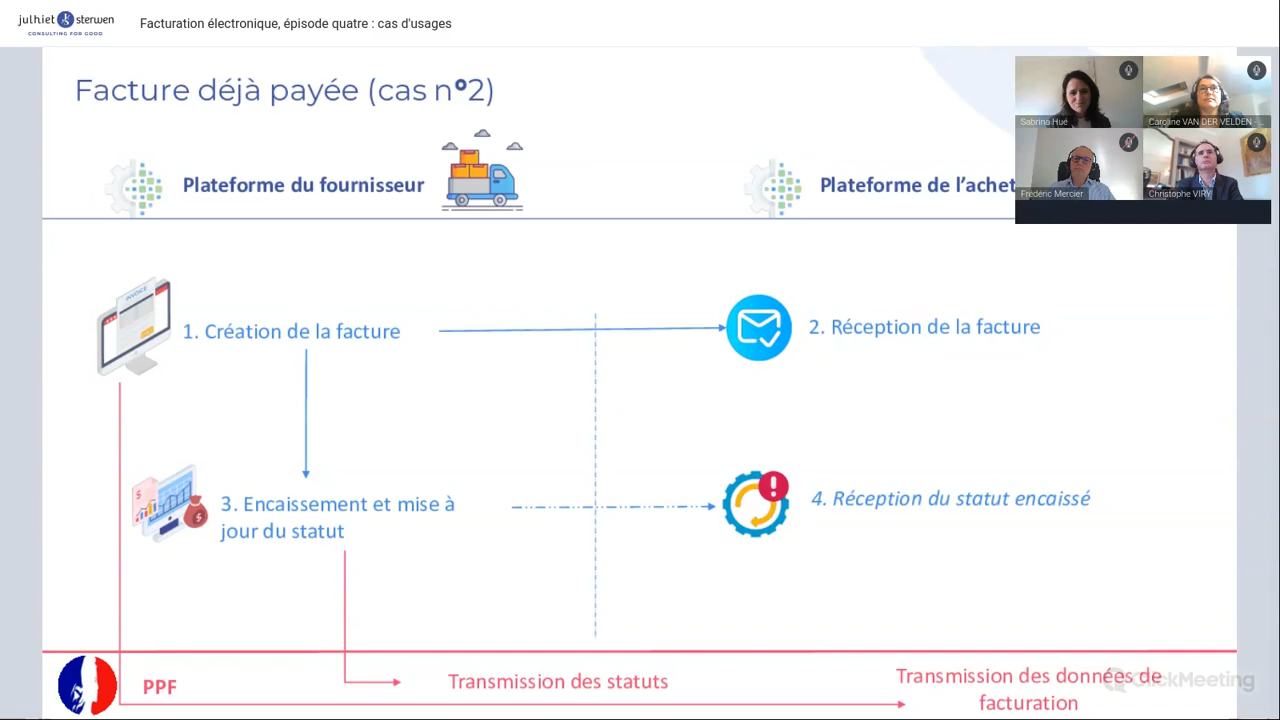 julhiet sterwen
CONSULTING FOR GOOD
Facturation électronique, épisode quatre : cas d'usages
Facture déjà payée (cas n°2)
Sabrina Hué
Caroline VAN DER VELDEN -
Frédéric Mercier
Christophe VIRY
Plateforme du fournisseur
Plateforme de l'achet
INVOICE
1. Création de la facture
2. Réception de la facture
3. Encaissement et mise à
jour du statut
4. Réception du statut encaissé
PPF
Transmission des statuts
Transmission des données de
facturation
ClickMeeting